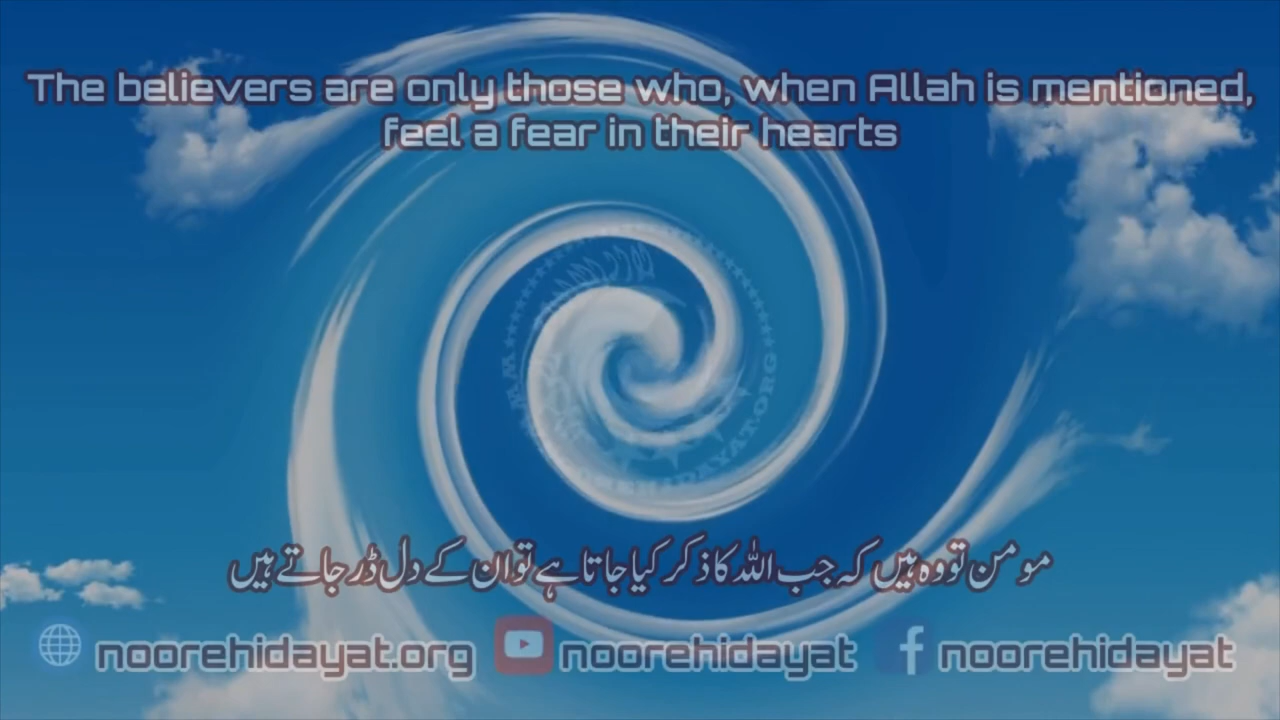 The believers are only those who, when Allah is mentioned,
feel a fear in their hearts
مومن تو وہ ہیں کہ جب اللہ کا ذکر کیا جاتا ہے تو ان کے دل ڈر جاتے ہیں
noorehidayat.org noorehidayat noorehidayat